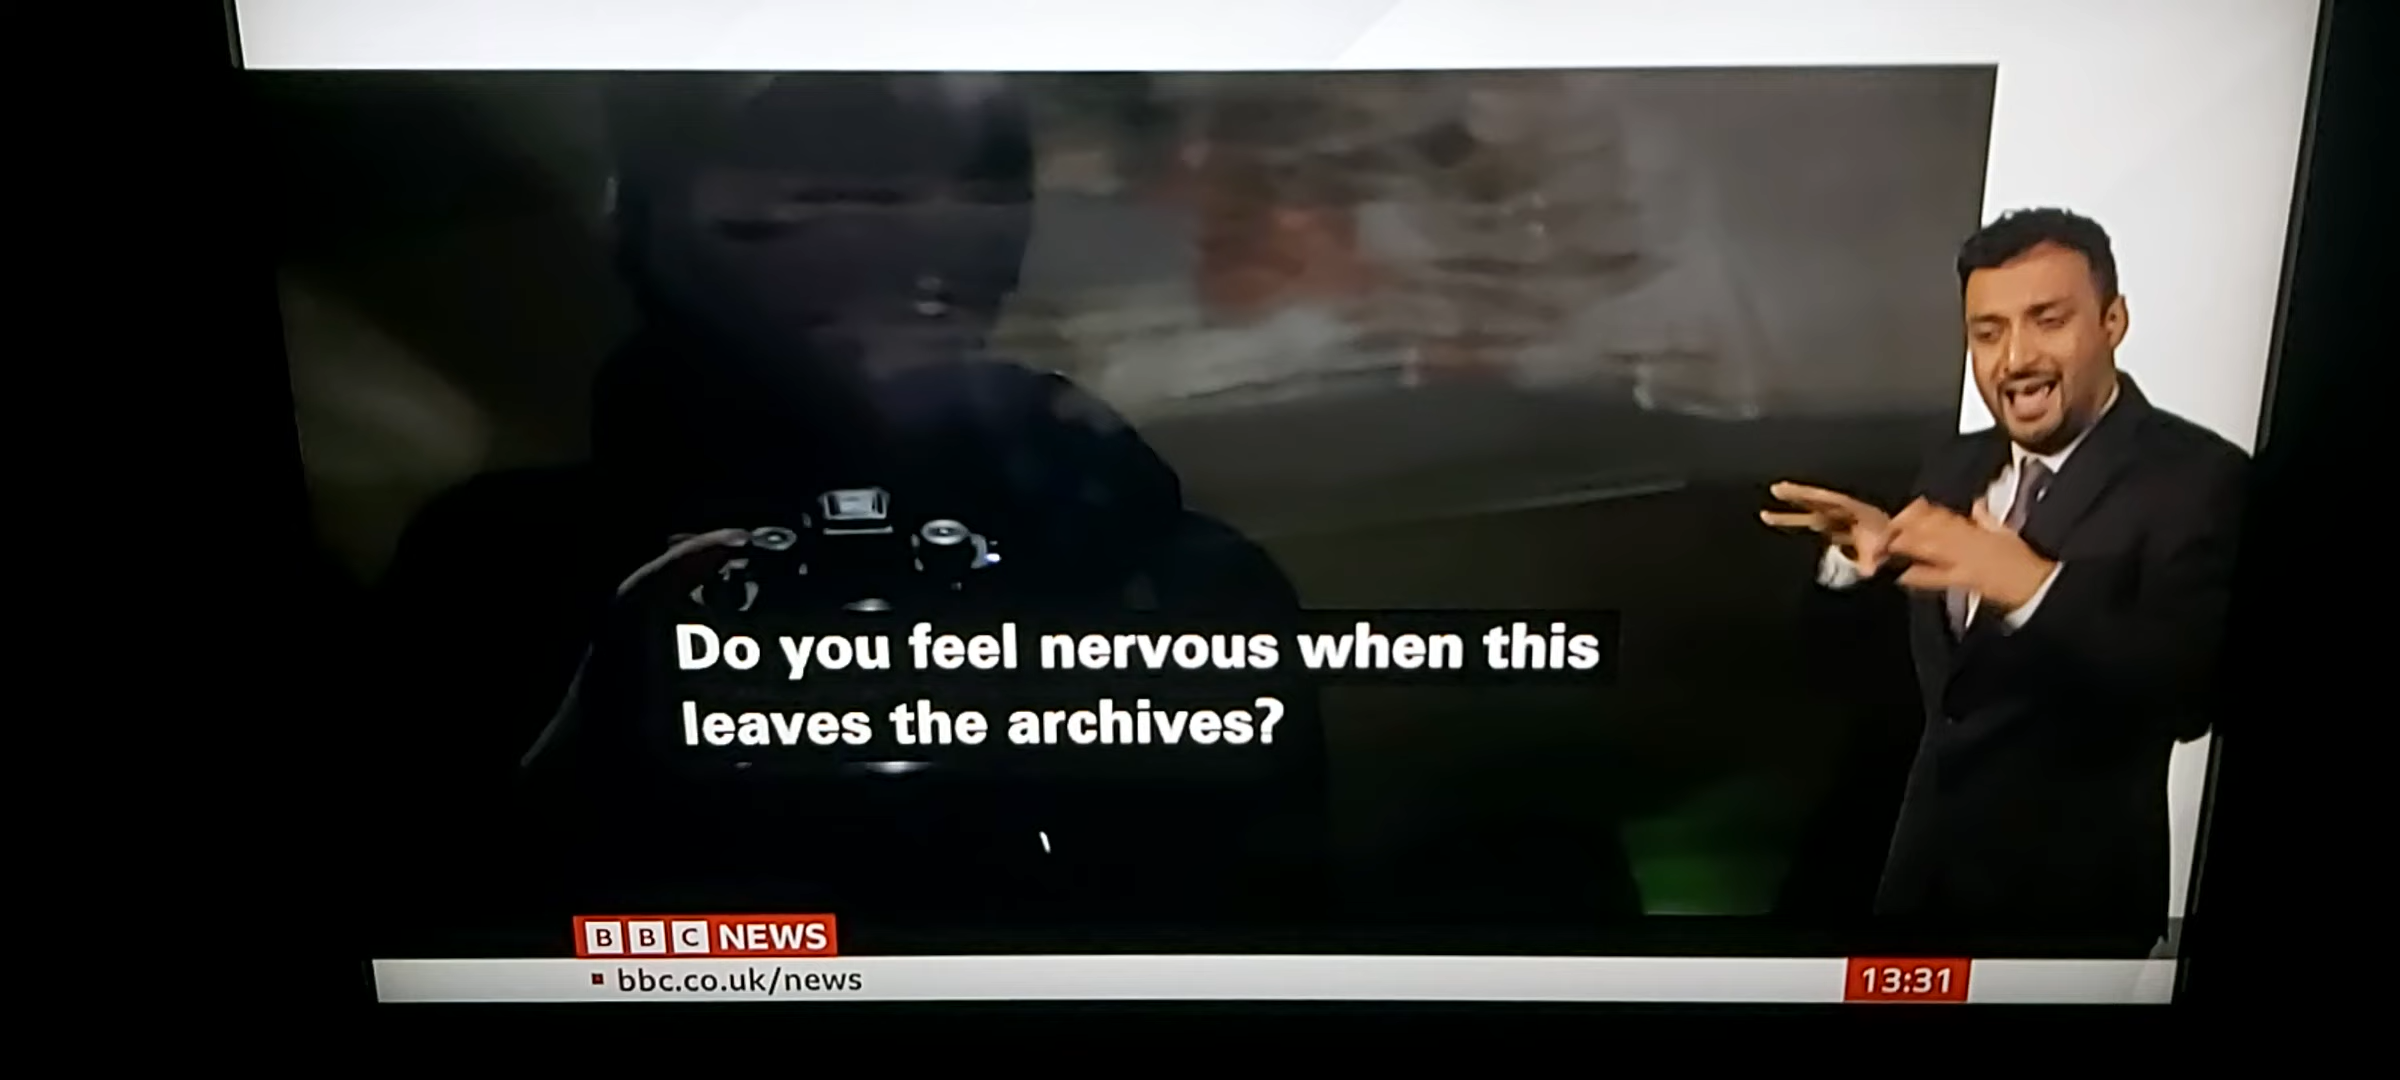 Do you feel nervous when this
leaves the archives?
BBC NEWS
bbc.co.uk/news
13:31